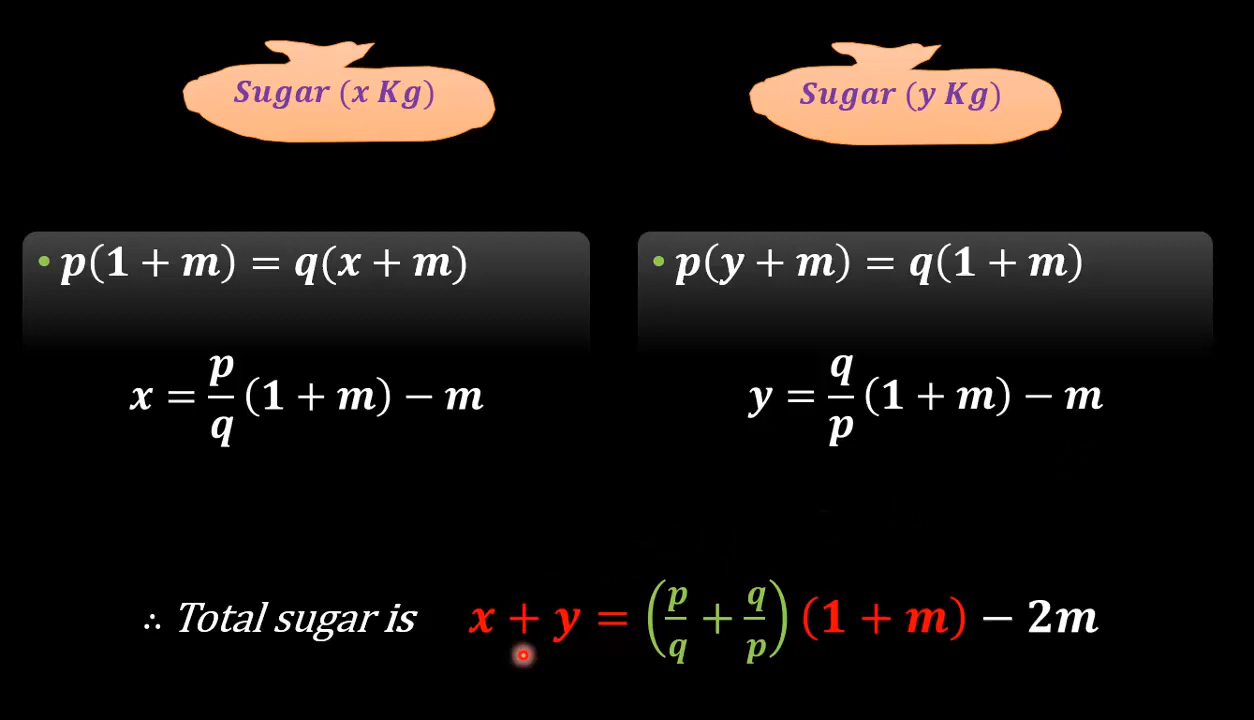 Sugar (x Kg)
Sugar (y Kg)
• p(1 + m) = q(x + m)
• p(y + m) = q(1 + m)
x = p/q (1 + m) − m
y = q/p (1 + m) − m
∴ Total sugar is x + y = (p/q + q/p) (1 + m) − 2m